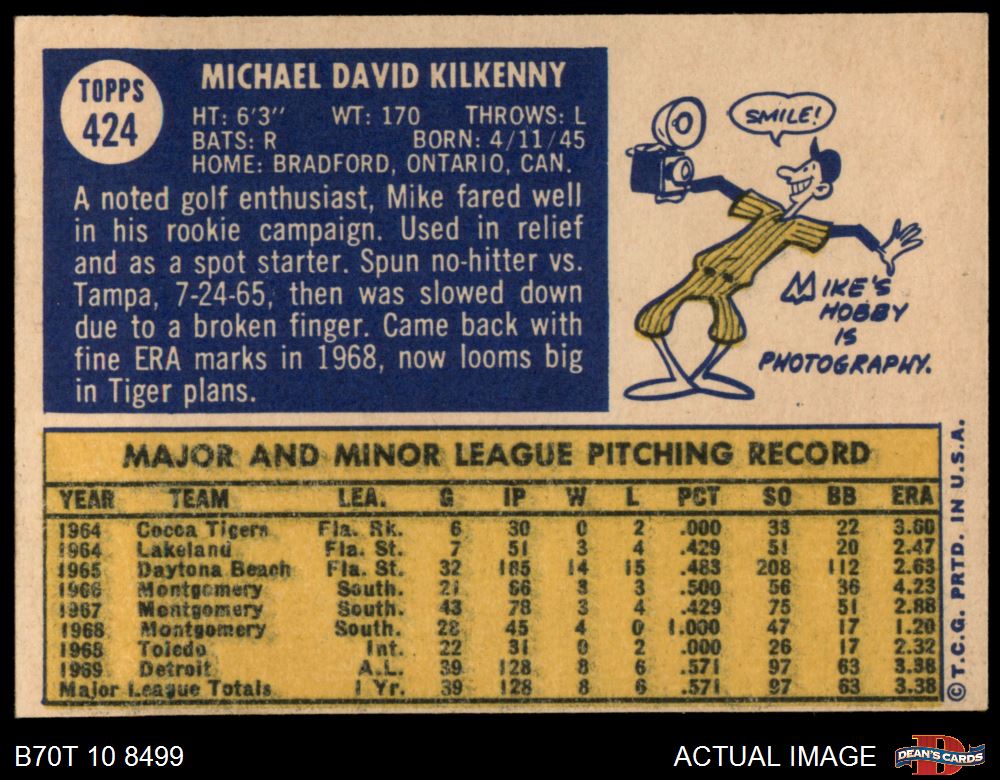 TOPPS
424
MICHAEL DAVID KILKENNY
HT: 6'3" WT: 170 THROWS: L
BATS: R BORN: 4/11/45
HOME: BRADFORD, ONTARIO, CAN.
A noted golf enthusiast, Mike fared well
in his rookie campaign. Used in relief
and as a spot starter. Spun no-hitter vs.
Tampa, 7-24-65, then was slowed down
due to a broken finger. Came back with
fine ERA marks in 1968, now looms big
in Tiger plans.
SMILE!
MIKE'S
HOBBY
IS
PHOTOGRAPHY.
MAJOR AND MINOR LEAGUE PITCHING RECORD
YEAR TEAM LEA. G IP W L PCT SO BB ERA
1964 Cocoa Tigers Fla. Rk. 6 30 0 2 .000 33 22 3.60
1964 Lakeland Fla. St. 7 51 3 4 .429 51 20 2.47
1965 Daytona Beach Fla. St. 32 185 14 15 .483 208 112 2.63
1966 Montgomery South. 21 66 3 3 .500 56 36 4.23
1967 Montgomery South. 43 78 3 4 .429 75 51 2.88
1968 Montgomery South. 28 45 4 0 1.000 47 17 1.20
1968 Toledo Int. 22 31 0 2 .000 26 17 2.32
1969 Detroit A.L. 39 128 8 6 .571 97 63 3.38
Major League Totals 1 Yr. 39 128 8 6 .571 97 63 3.38
© T.C.G. PRTD. IN U.S.A.
B70T 10 8499
ACTUAL IMAGE
DEAN'S CARDS